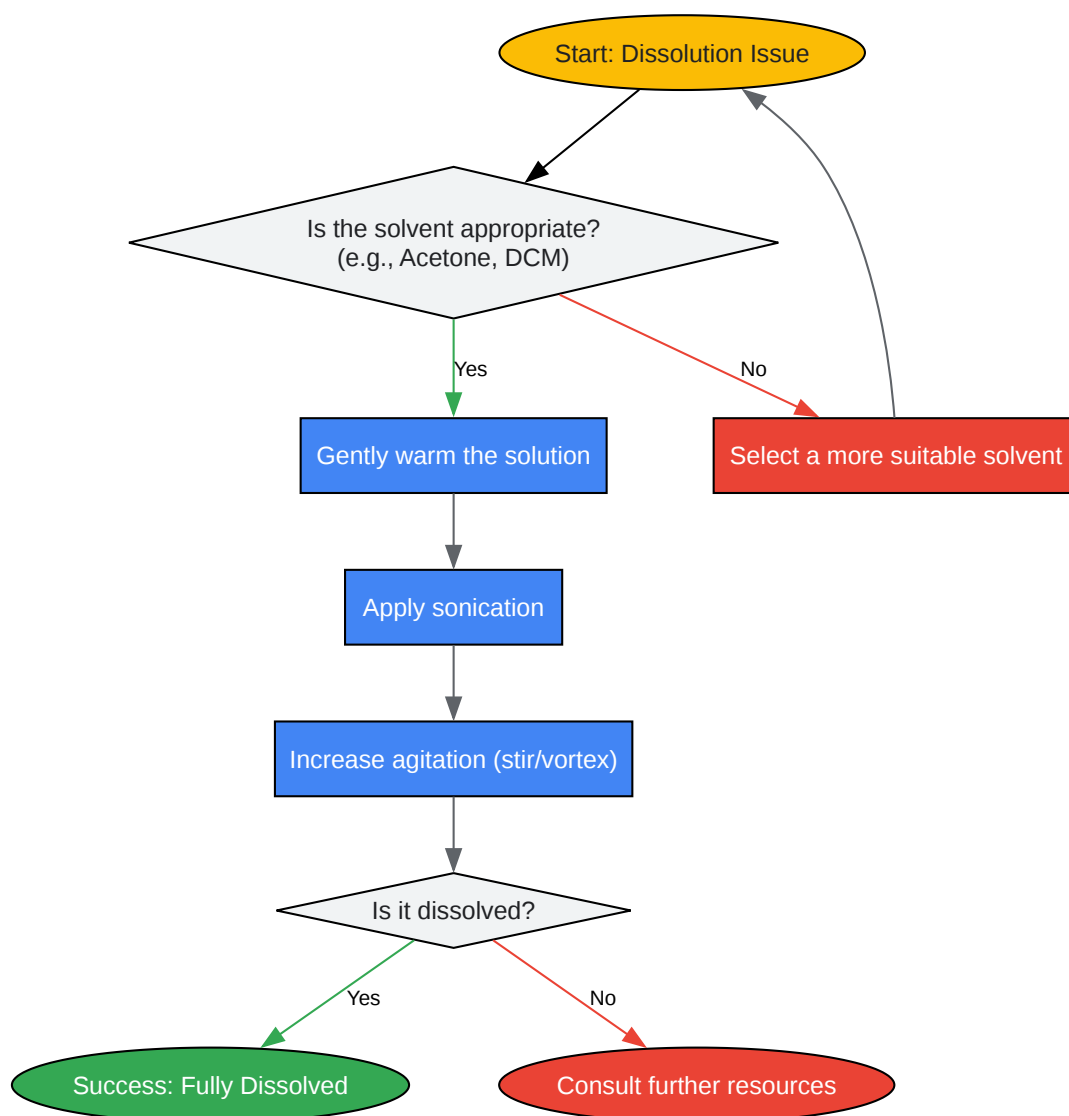 Start: Dissolution Issue
Is the solvent appropriate?
(e.g., Acetone, DCM)
Yes
No
Gently warm the solution
Select a more suitable solvent
Apply sonication
Increase agitation (stir/vortex)
Is it dissolved?
Yes
No
Success: Fully Dissolved
Consult further resources